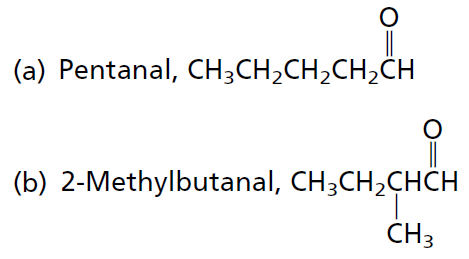 O
(a) Pentanal, CH₃CH₂CH₂CH₂CH
O
(b) 2-Methylbutanal, CH₃CH₂CHCH
CH₃